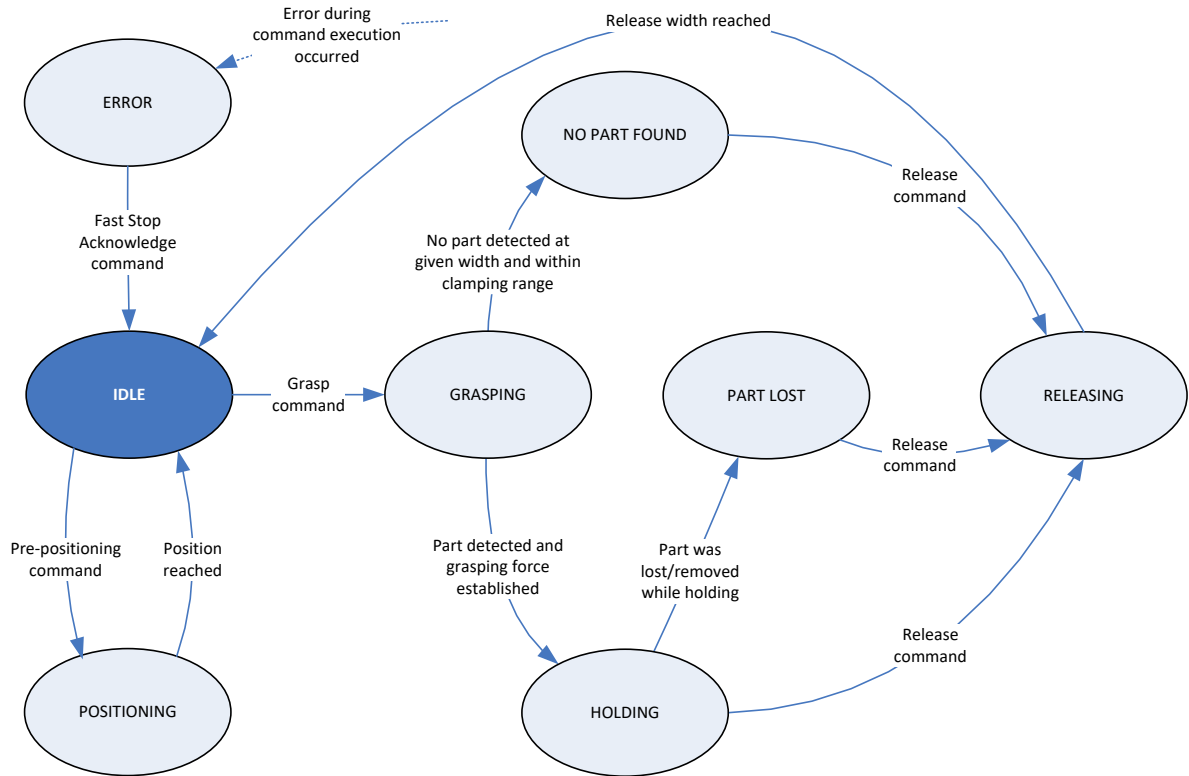 Error during
command execution
occurred
Release width reached
ERROR
NO PART FOUND
Release
command
Fast Stop
Acknowledge
command
No part detected at
given width and within
clamping range
IDLE
Grasp
command
GRASPING
PART LOST
RELEASING
Release
command
Pre-positioning
command
Position
reached
Part detected and
grasping force
established
Part was
lost/removed
while holding
Release
command
POSITIONING
HOLDING